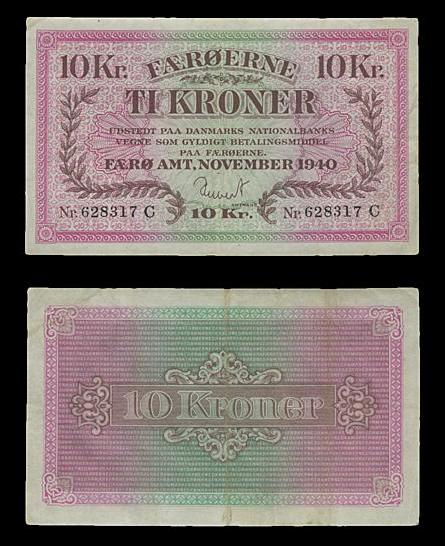 10 Kr. FÆRØERNE 10 Kr.
TI KRONER
UDSTEDT PAA DANMARKS NATIONALBANKS
VEGNE SOM GYLDIGT BETALINGSMIDDEL
PAA FÆRØERNE.
FÆRØ AMT, NOVEMBER 1940
10 Kr.
Nr. 628317 C Nr. 628317 C
10 Kroner